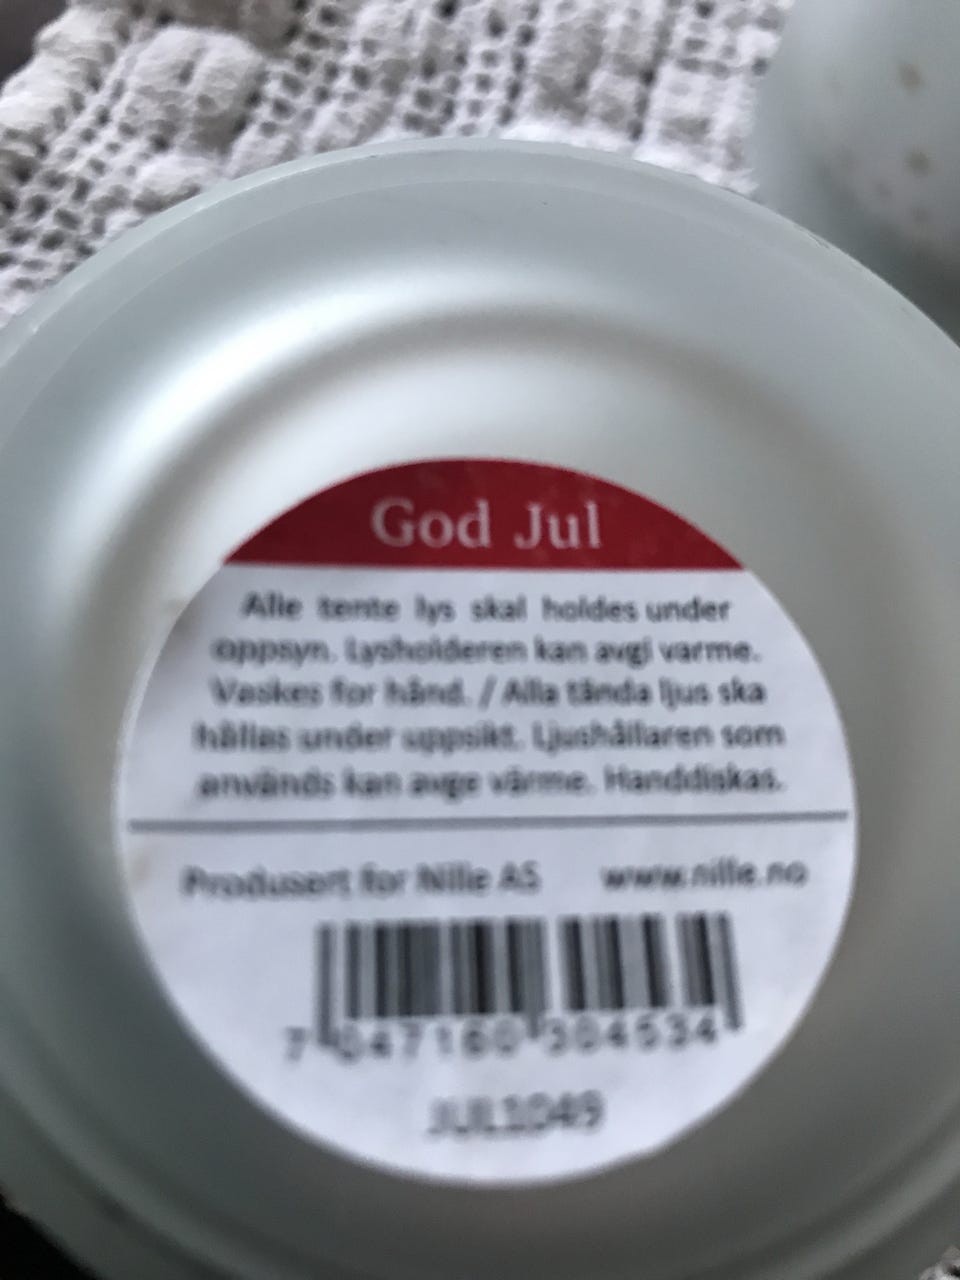 God Jul
Alle tente lys skal holdes under
oppsyn. Lysholderen kan avgi varme.
Vaskes for hånd. / Alla tända ljus ska
hållas under uppsikt. Ljushållaren som
används kan avge värme. Handdiskas.
Produsert for Nille AS www.nille.no
7 047160 304534
JUL1049